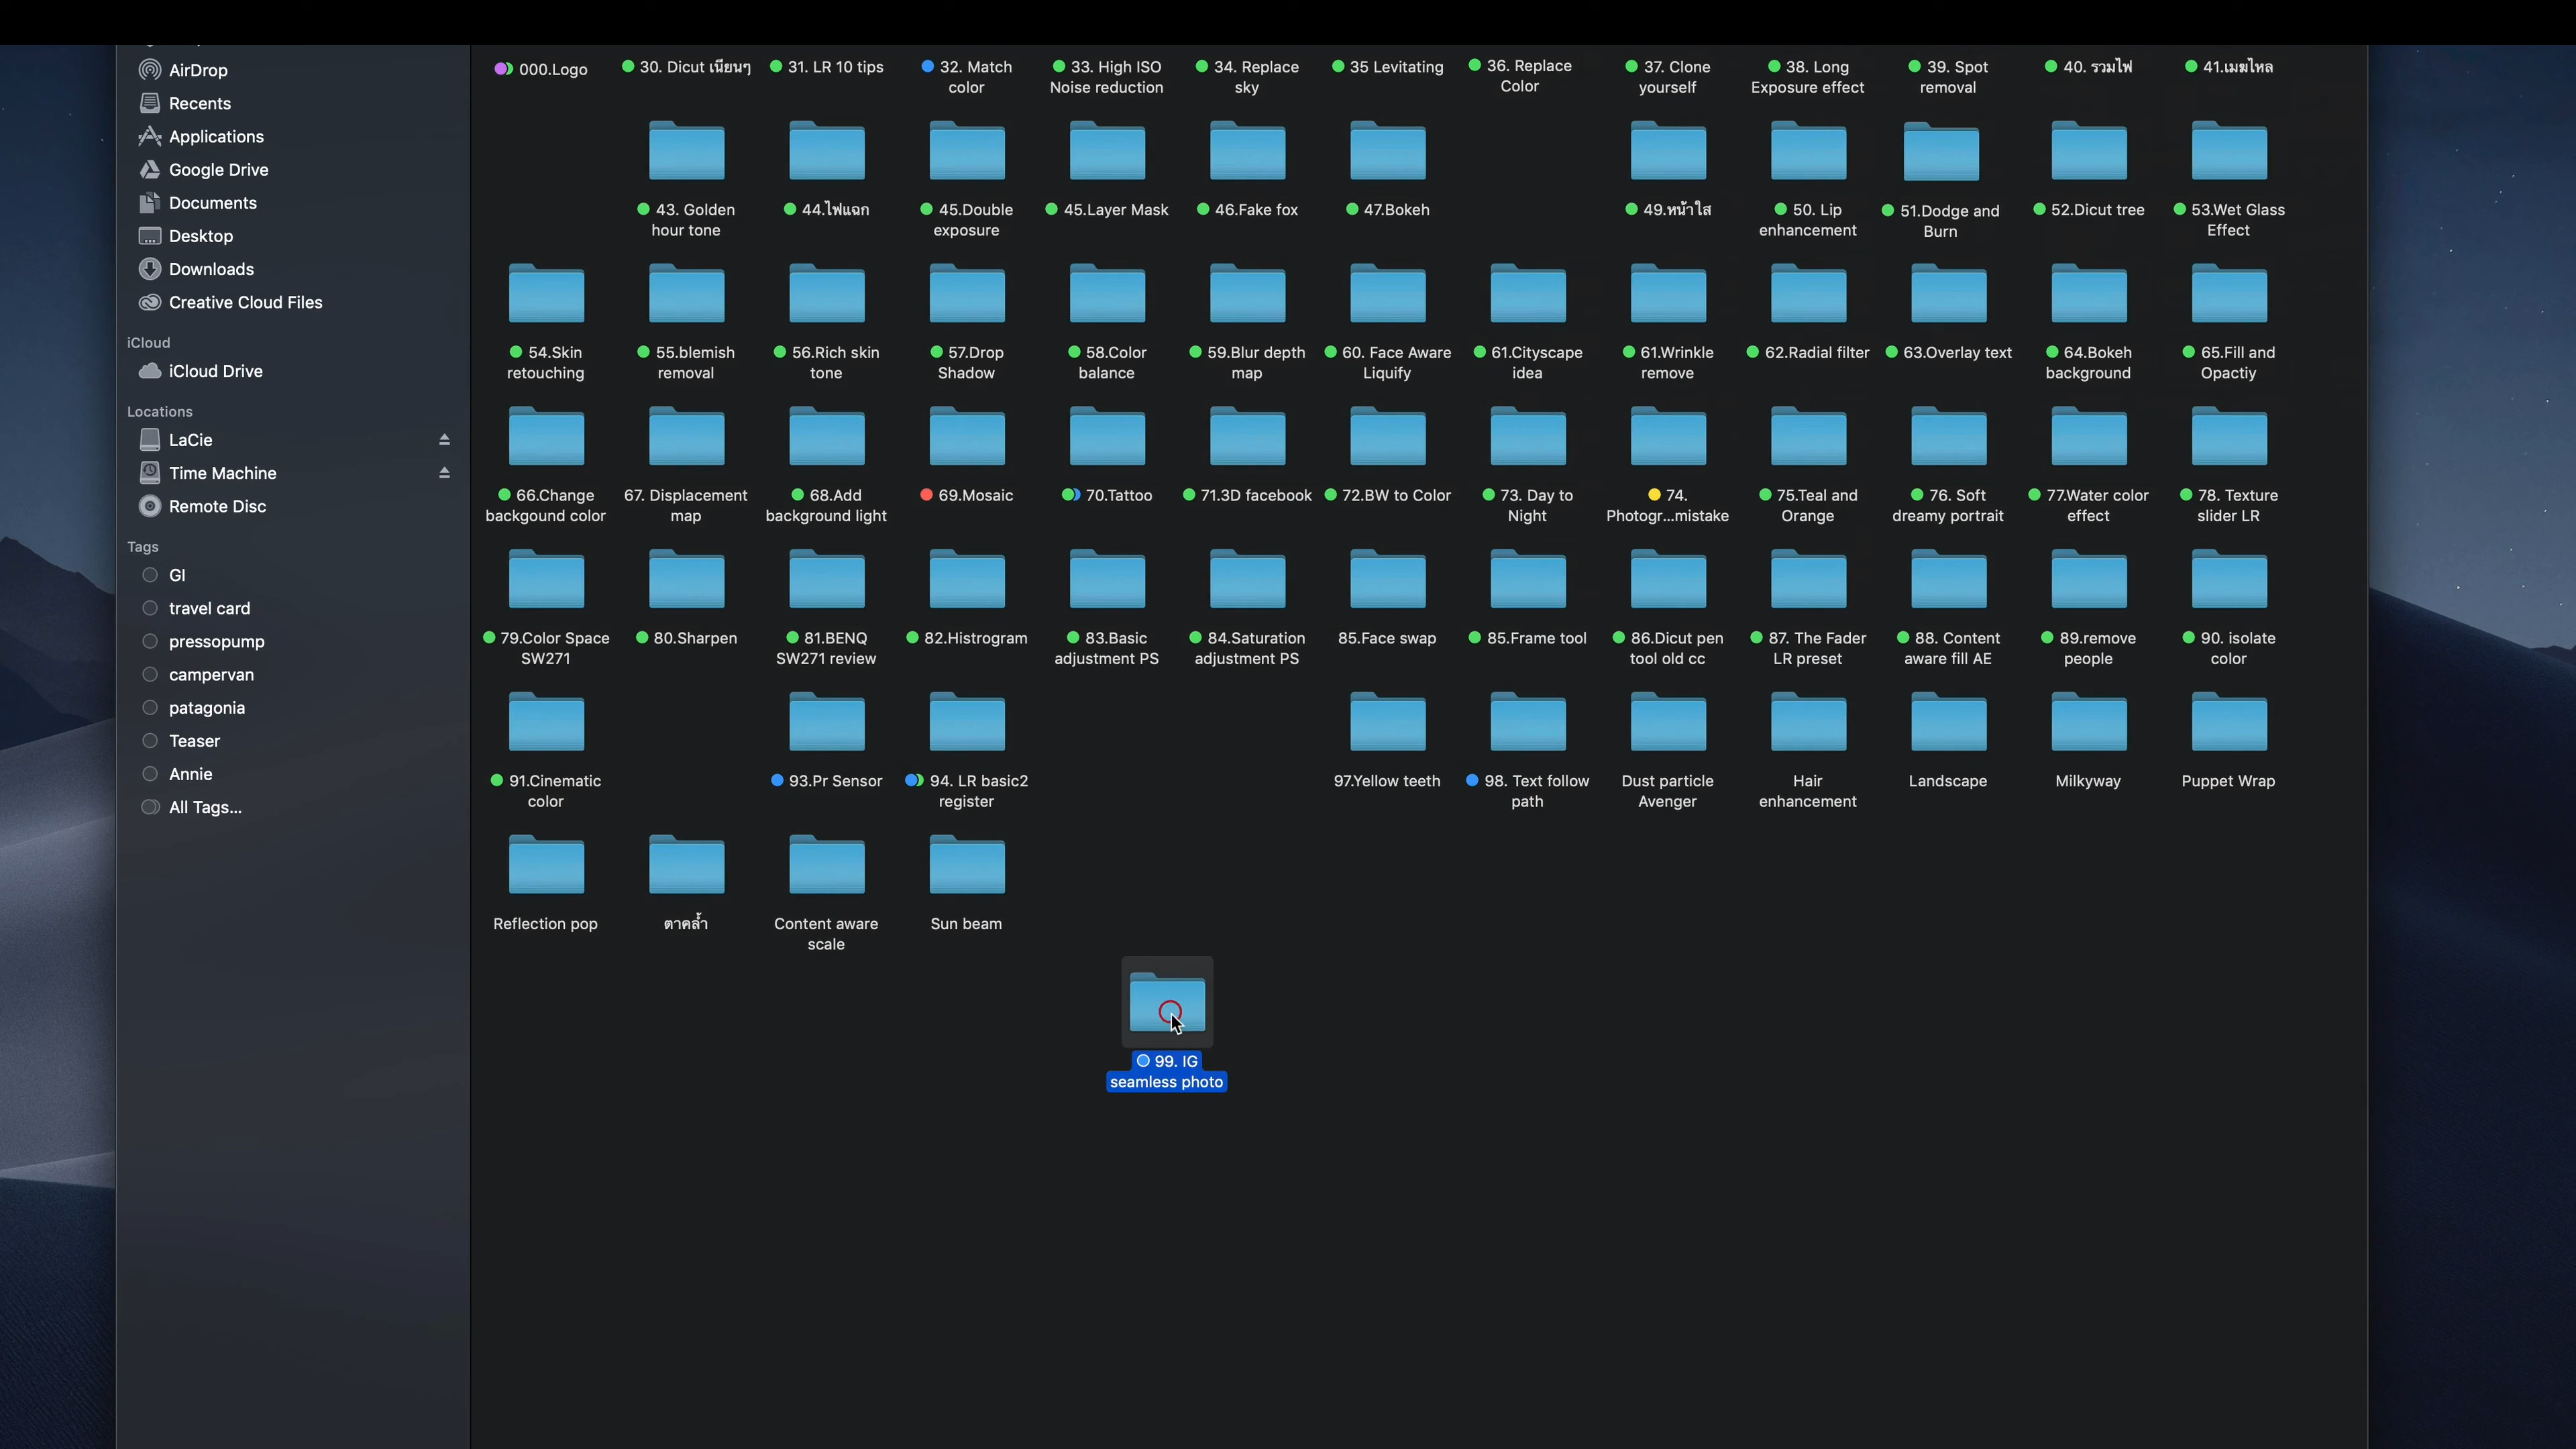 AirDrop
Recents
Applications
Google Drive
Documents
Desktop
Downloads
Creative Cloud Files
iCloud
iCloud Drive
Locations
LaCie
Time Machine
Remote Disc
Tags
GI
travel card
pressopump
campervan
patagonia
Teaser
Annie
All Tags...
000.Logo
30. Dicut เนียนๆ
31. LR 10 tips
32. Match
color
33. High ISO
Noise reduction
34. Replace
sky
35 Levitating
36. Replace
Color
37. Clone
yourself
38. Long
Exposure effect
39. Spot
removal
40. รวมไฟ
41.เมฆไหล
43. Golden
hour tone
44.ไฟแฉก
45.Double
exposure
45.Layer Mask
46.Fake fox
47.Bokeh
49.หน้าใส
50. Lip
enhancement
51.Dodge and
Burn
52.Dicut tree
53.Wet Glass
Effect
54.Skin
retouching
55.blemish
removal
56.Rich skin
tone
57.Drop
Shadow
58.Color
balance
59.Blur depth
map
60. Face Aware
Liquify
61.Cityscape
idea
61.Wrinkle
remove
62.Radial filter
63.Overlay text
64.Bokeh
background
65.Fill and
Opactiy
66.Change
backgound color
67. Displacement
map
68.Add
background light
69.Mosaic
70.Tattoo
71.3D facebook
72.BW to Color
73. Day to
Night
74.
Photogr...mistake
75.Teal and
Orange
76. Soft
dreamy portrait
77.Water color
effect
78. Texture
slider LR
79.Color Space
SW271
80.Sharpen
81.BENQ
SW271 review
82.Histrogram
83.Basic
adjustment PS
84.Saturation
adjustment PS
85.Face swap
85.Frame tool
86.Dicut pen
tool old cc
87. The Fader
LR preset
88. Content
aware fill AE
89.remove
people
90. isolate
color
91.Cinematic
color
93.Pr Sensor
94. LR basic2
register
97.Yellow teeth
98. Text follow
path
Dust particle
Avenger
Hair
enhancement
Landscape
Milkyway
Puppet Wrap
Reflection pop
ตาคล้ำ
Content aware
scale
Sun beam
99. IG
seamless photo